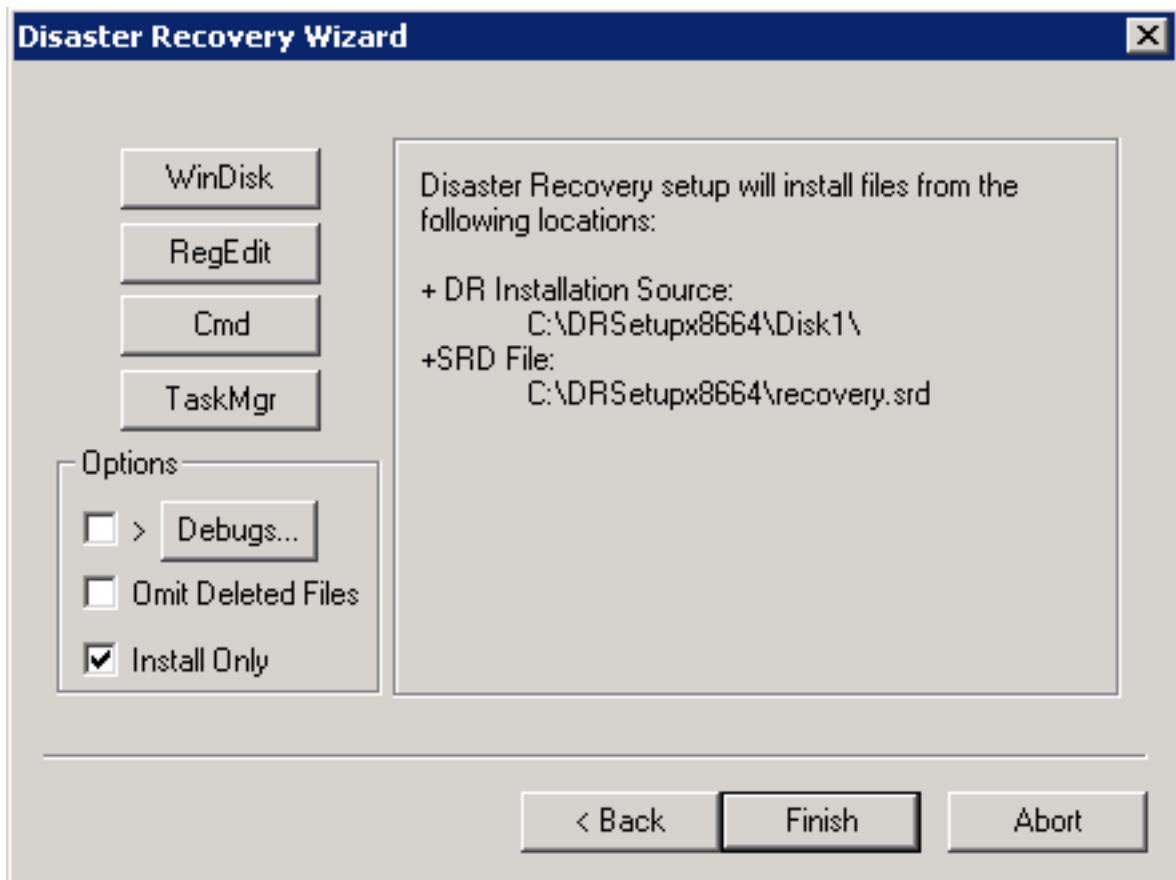 Disaster Recovery Wizard
WinDisk
RegEdit
Cmd
TaskMgr
Options
> Debugs...
Omit Deleted Files
Install Only
Disaster Recovery setup will install files from the
following locations:
+ DR Installation Source:
C:\DRSetupx8664\Disk1\
+SRD File:
C:\DRSetupx8664\recovery.srd
< Back
Finish
Abort